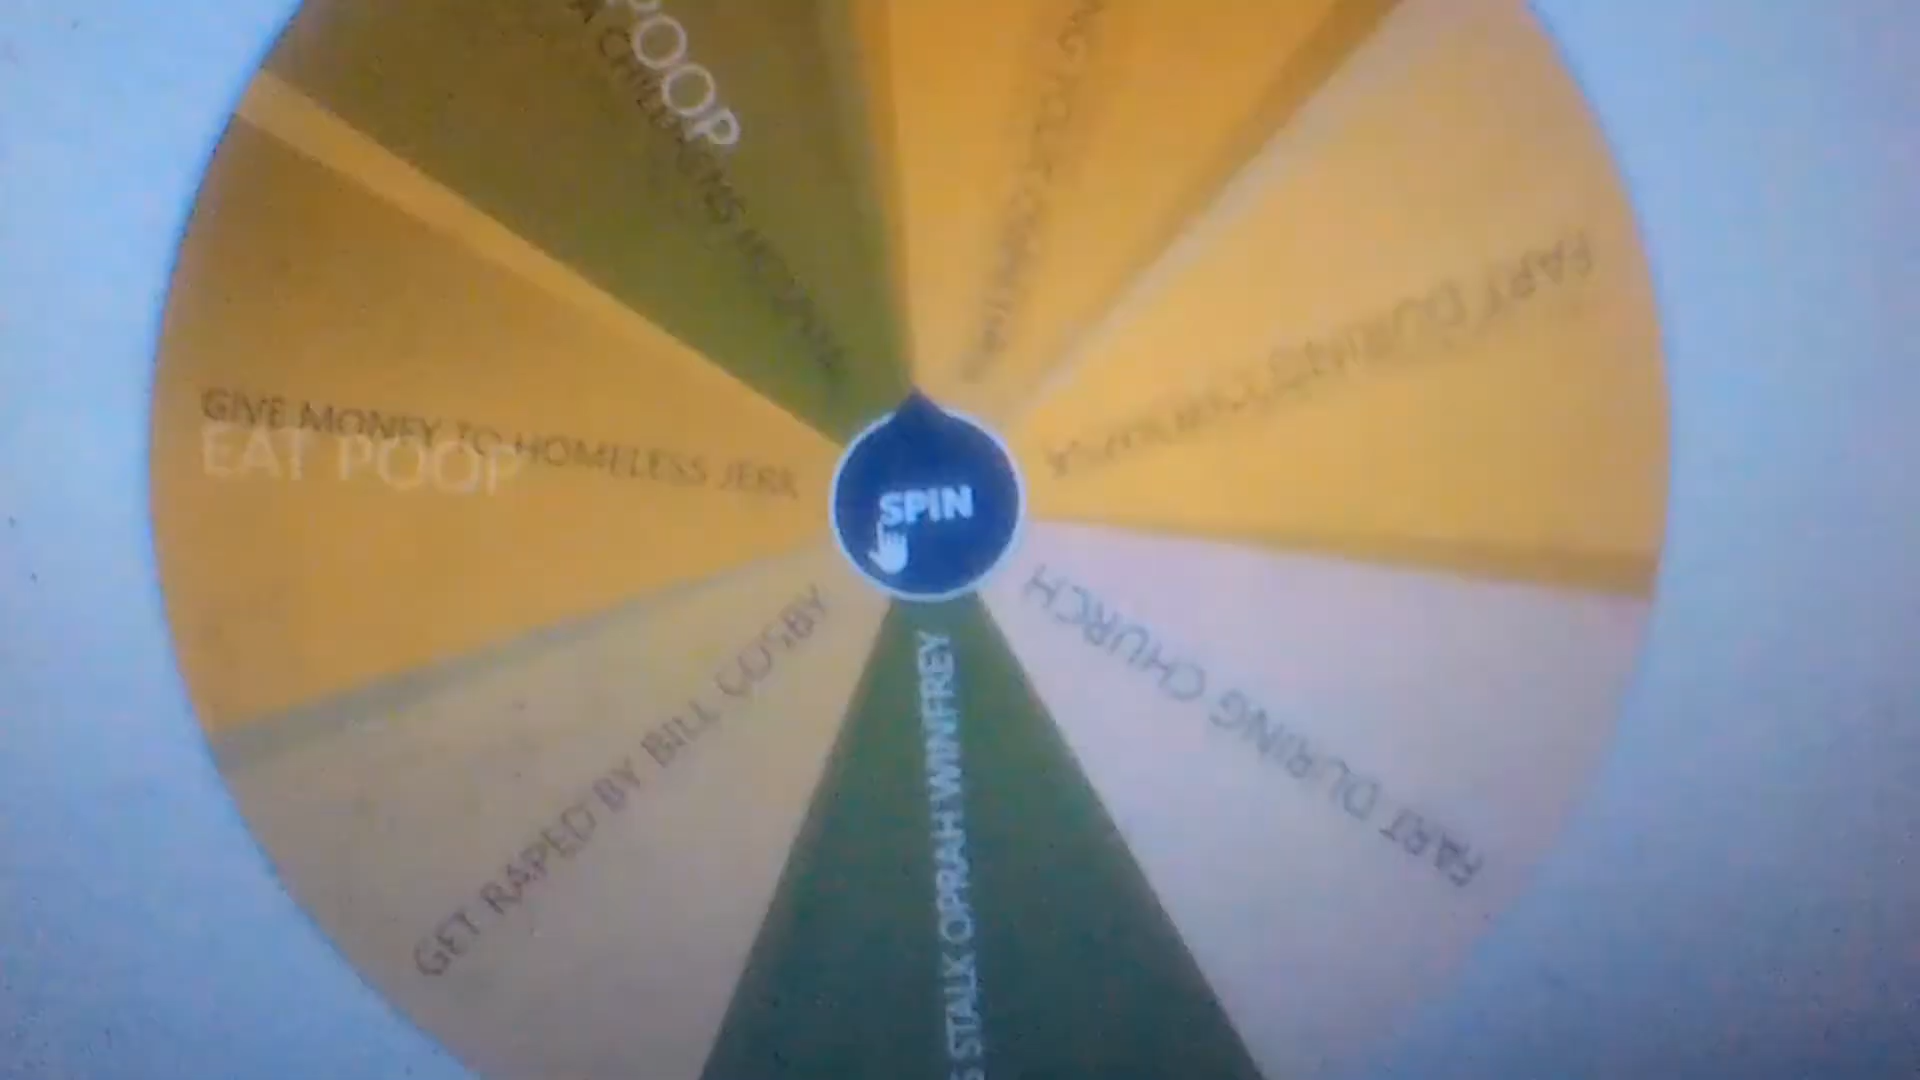 POOP
GIVE MONEY TO HOMELESS JERK
EAT POOP
SPIN
FART DURING
FART DURING CHURCH
GET RAPED BY BILL COSBY
STALK OPRAH WINFREY